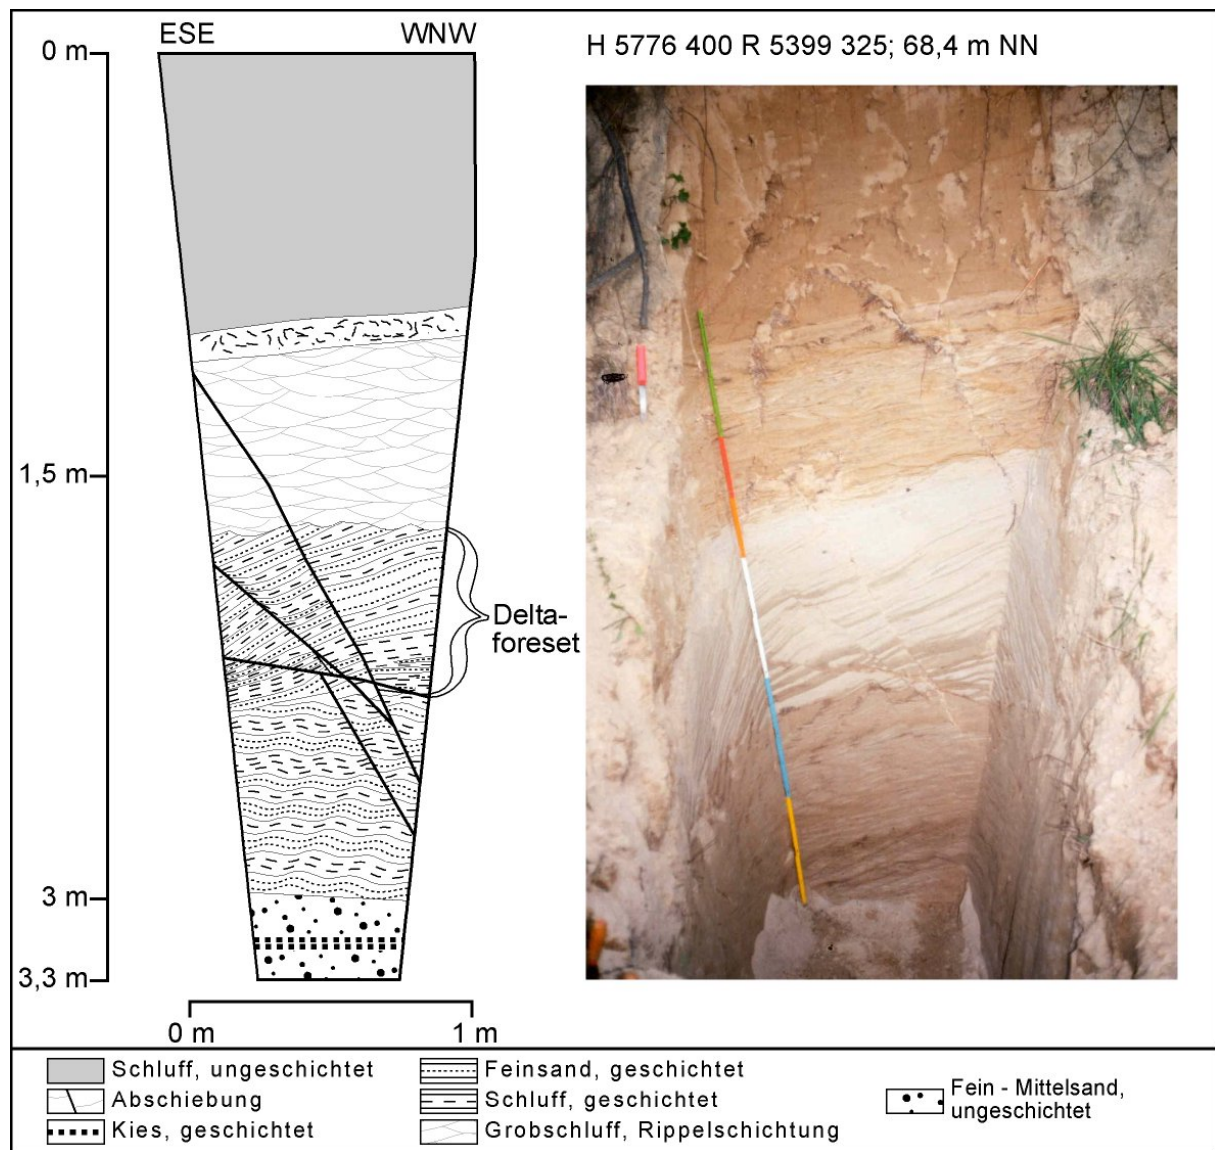 ESE WNW
H 5776 400 R 5399 325; 68,4 m NN
0 m
1,5 m
Delta-
foreset
3 m
3,3 m
0 m 1 m
Schluff, ungeschichtet
Abschiebung
Kies, geschichtet
Feinsand, geschichtet
Schluff, geschichtet
Grobschluff, Rippelschichtung
Fein - Mittelsand,
ungeschichtet